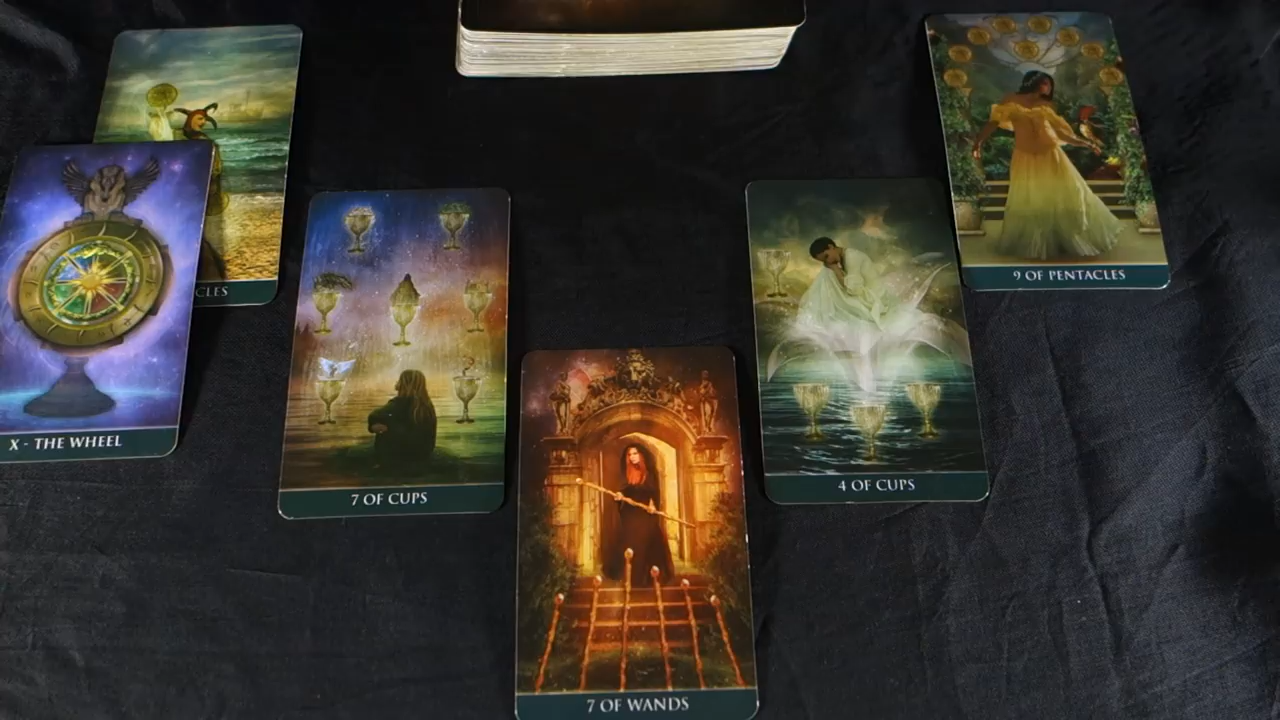 CLES
X - THE WHEEL
7 OF CUPS
7 OF WANDS
4 OF CUPS
9 OF PENTACLES